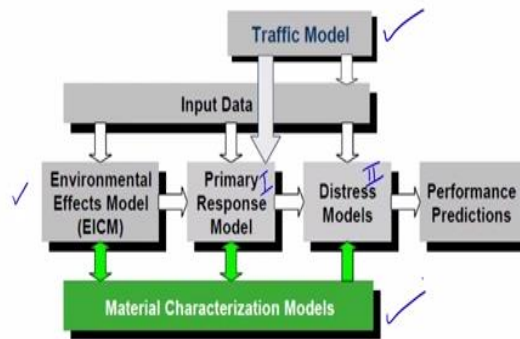 Traffic Model
Input Data
Environmental
Effects Model
(EICM)
Primary
Response
Model
I
Distress
Models
II
Performance
Predictions
Material Characterization Models